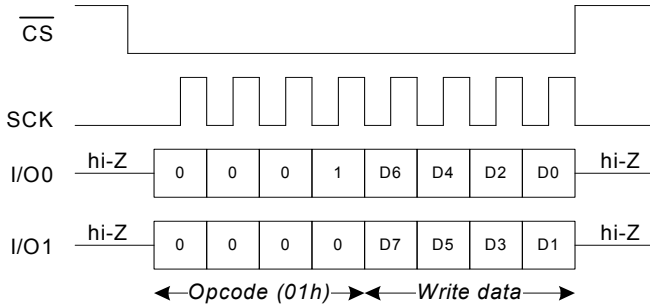 CS
SCK
hi-Z hi-Z
I/O0 0 0 0 1 D6 D4 D2 D0
hi-Z hi-Z
I/O1 0 0 0 0 D7 D5 D3 D1
Opcode (01h) Write data